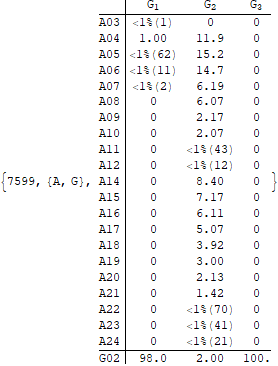 G1 G2 G3
A03 <1%(1) 0 0
A04 1.00 11.9 0
A05 <1%(62) 15.2 0
A06 <1%(11) 14.7 0
A07 <1%(2) 6.19 0
A08 0 6.07 0
A09 0 2.17 0
A10 0 2.07 0
A11 0 <1%(43) 0
A12 0 <1%(12) 0
{7599, {A, G}, A14 0 8.40 0 }
A15 0 7.17 0
A16 0 6.11 0
A17 0 5.07 0
A18 0 3.92 0
A19 0 3.00 0
A20 0 2.13 0
A21 0 1.42 0
A22 0 <1%(70) 0
A23 0 <1%(41) 0
A24 0 <1%(21) 0
G02 98.0 2.00 100.